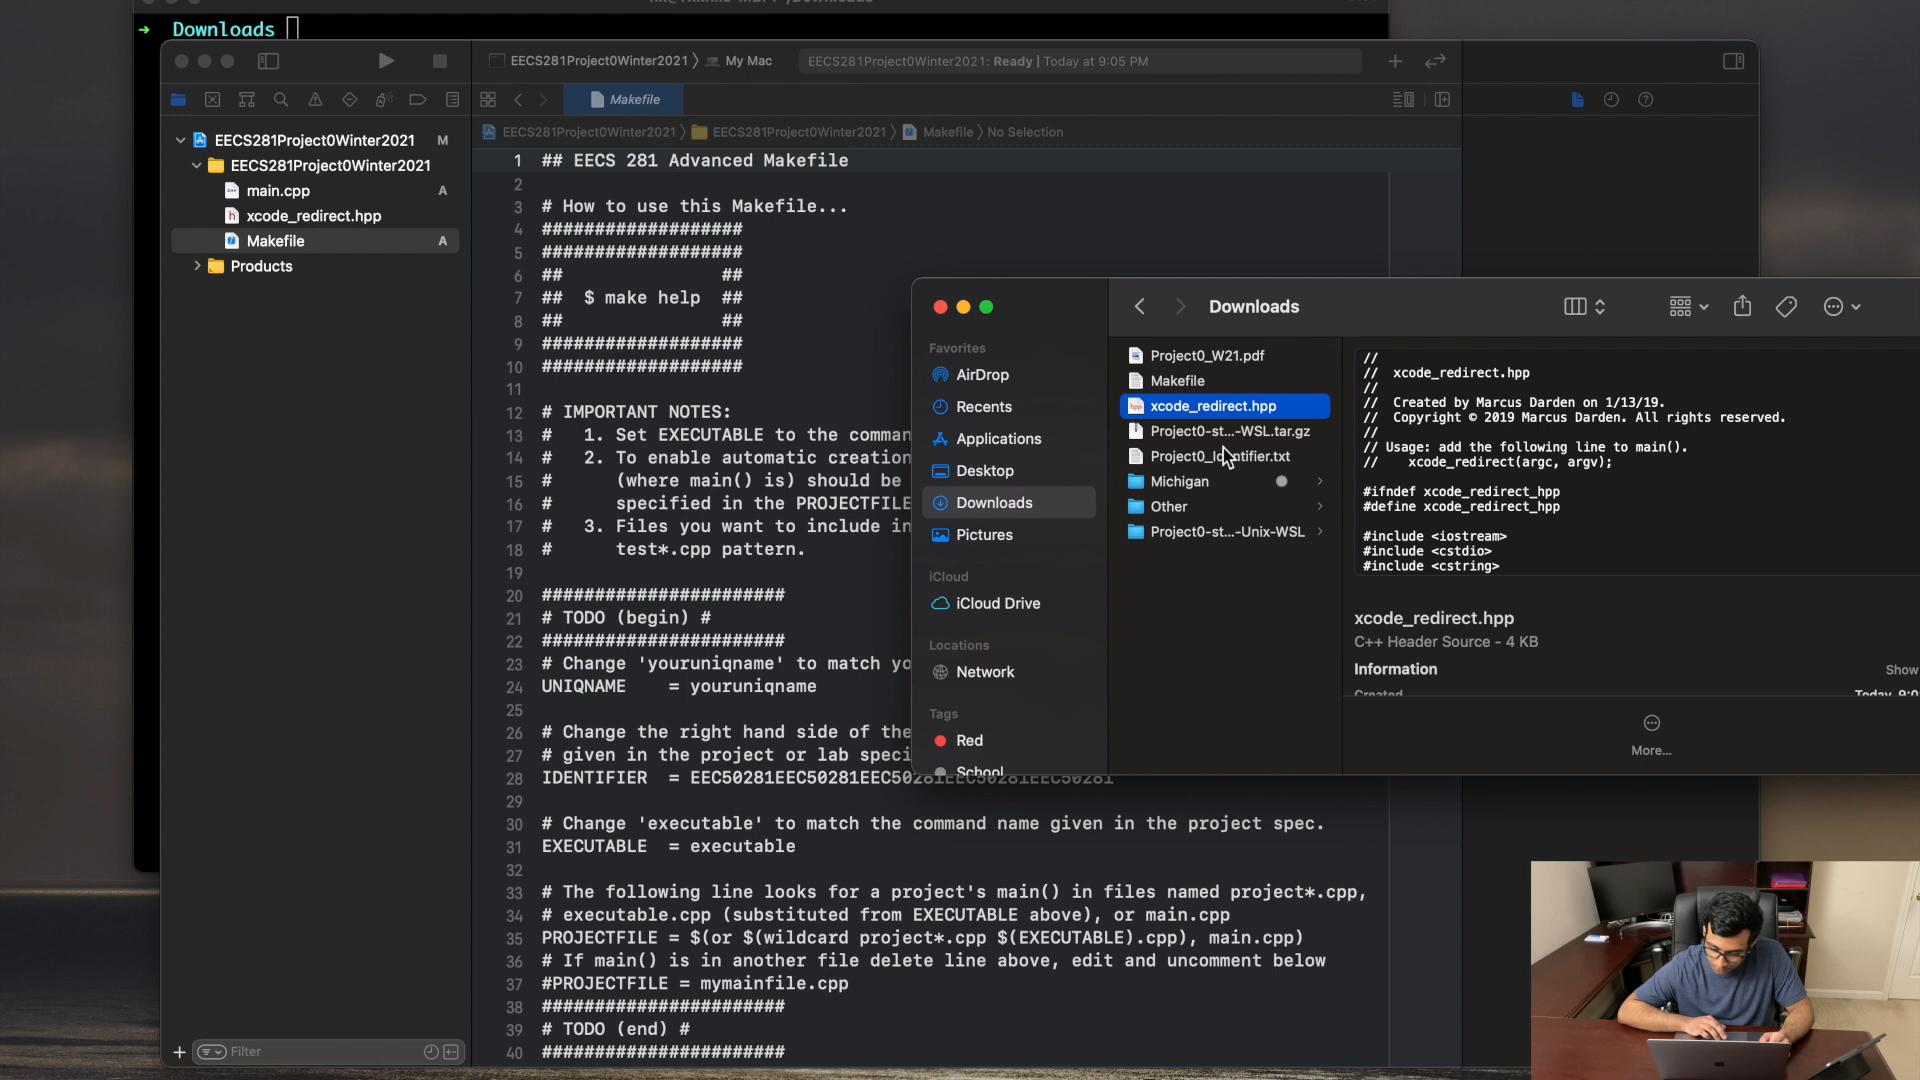 Downloads
EECS281Project0Winter2021 〉 My Mac
EECS281Project0Winter2021: Ready | Today at 9:05 PM
Makefile
EECS281Project0Winter2021 〉 EECS281Project0Winter2021 〉 Makefile 〉 No Selection
EECS281Project0Winter2021 M
EECS281Project0Winter2021
main.cpp A
xcode_redirect.hpp
Makefile A
Products
Filter
1 ## EECS 281 Advanced Makefile
2
3 # How to use this Makefile...
4 ###################
5 ###################
6 ## ##
7 ## $ make help ##
8 ## ##
9 ###################
10 ###################
11
12 # IMPORTANT NOTES:
13 # 1. Set EXECUTABLE to the comman
14 # 2. To enable automatic creation
15 # (where main() is) should be
16 # specified in the PROJECTFILE
17 # 3. Files you want to include in
18 # test*.cpp pattern.
19
20 #######################
21 # TODO (begin) #
22 #######################
23 # Change 'youruniqname' to match yo
24 UNIQNAME = youruniqname
25
26 # Change the right hand side of the
27 # given in the project or lab speci
28 IDENTIFIER = EEC50281EEC50281EEC50281EEC50281EEC50281
29
30 # Change 'executable' to match the command name given in the project spec.
31 EXECUTABLE = executable
32
33 # The following line looks for a project's main() in files named project*.cpp,
34 # executable.cpp (substituted from EXECUTABLE above), or main.cpp
35 PROJECTFILE = $(or $(wildcard project*.cpp $(EXECUTABLE).cpp), main.cpp)
36 # If main() is in another file delete line above, edit and uncomment below
37 #PROJECTFILE = mymainfile.cpp
38 #######################
39 # TODO (end) #
40 #######################
Downloads
Favorites
AirDrop
Recents
Applications
Desktop
Downloads
Pictures
iCloud
iCloud Drive
Locations
Network
Tags
Red
School
Project0_W21.pdf
Makefile
xcode_redirect.hpp
Project0-st...-WSL.tar.gz
Project0_Identifier.txt
Michigan
Other
Project0-st...-Unix-WSL
//
// xcode_redirect.hpp
//
// Created by Marcus Darden on 1/13/19.
// Copyright © 2019 Marcus Darden. All rights reserved.
//
// Usage: add the following line to main().
// xcode_redirect(argc, argv);
#ifndef xcode_redirect_hpp
#define xcode_redirect_hpp
#include <iostream>
#include <cstdio>
#include <cstring>
xcode_redirect.hpp
C++ Header Source - 4 KB
Information Show
Created Today, 9:0
More...